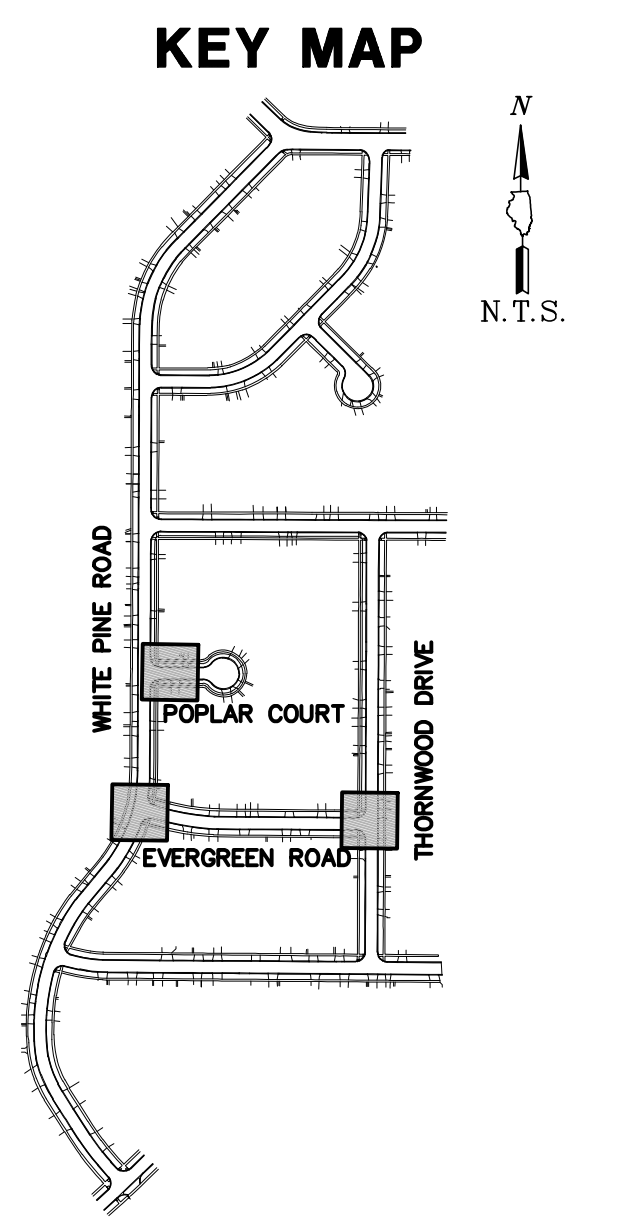 KEY MAP
N
N.T.S.
WHITE PINE ROAD
THORNWOOD DRIVE
POPLAR COURT
EVERGREEN ROAD